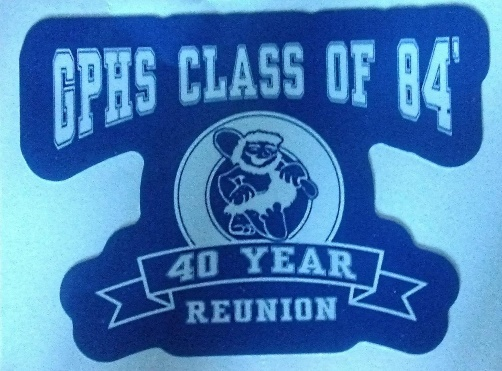 GPHS CLASS OF 84'
40 YEAR
REUNION